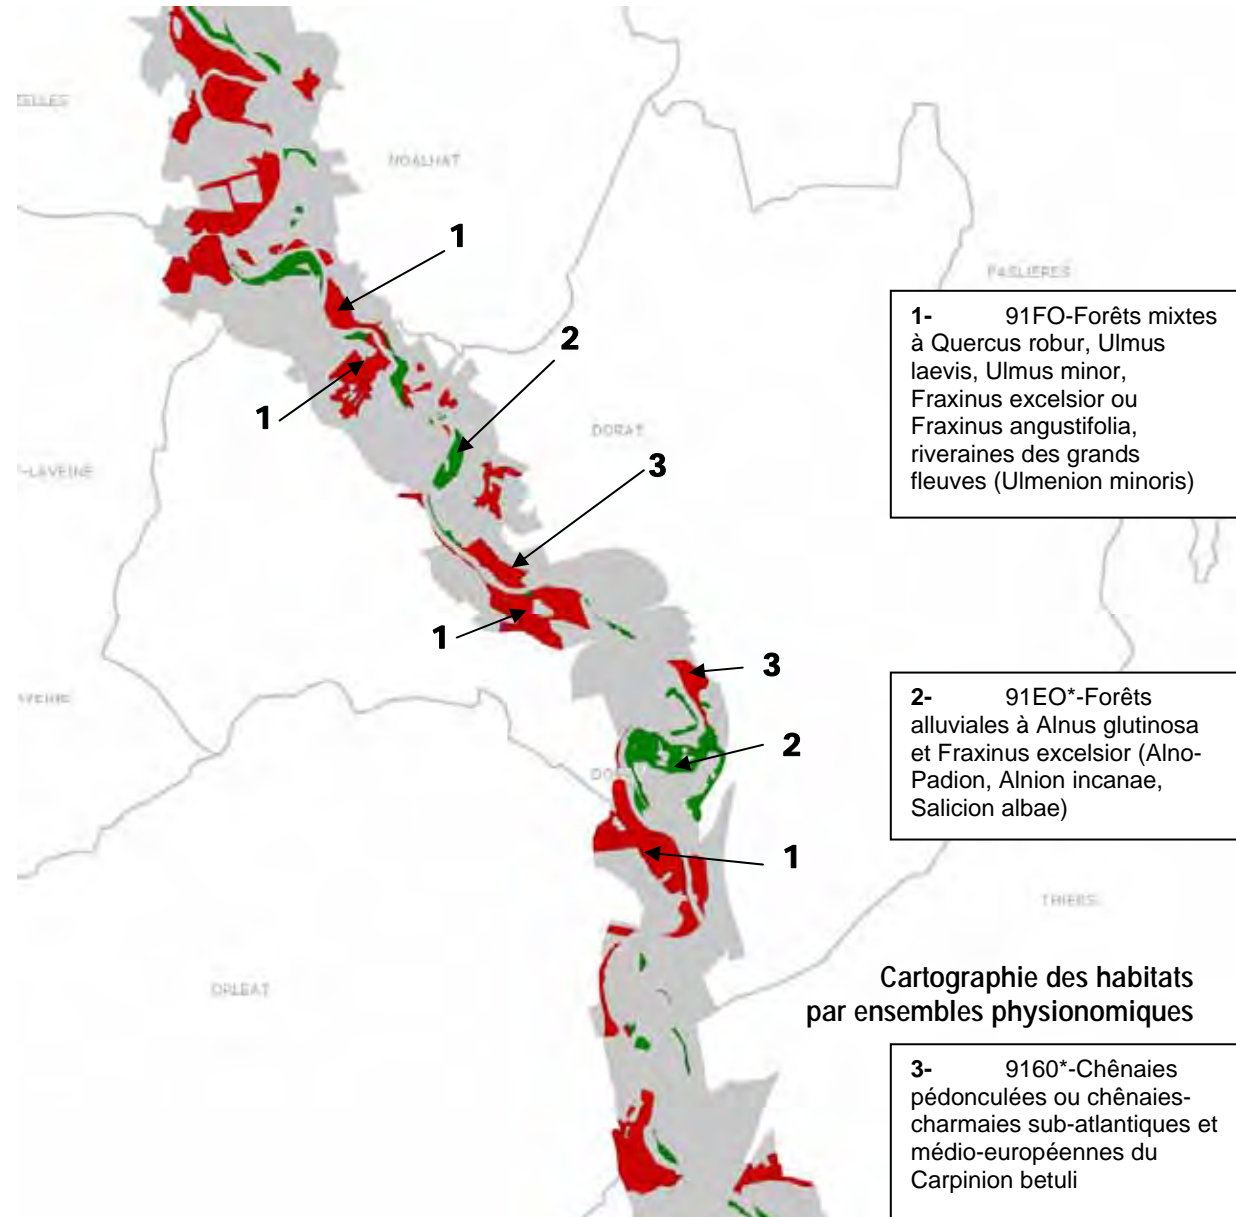 NOALHAT
1
PASLIERES
1-	91FO-Forêts mixtes
à Quercus robur, Ulmus
laevis, Ulmus minor,
Fraxinus excelsior ou
Fraxinus angustifolia,
riveraines des grands
fleuves (Ulmenion minoris)
2
1
DORAT
-LAVEINE
3
1
3
2-	91EO*-Forêts
alluviales à Alnus glutinosa
et Fraxinus excelsior (Alno-
Padion, Alnion incanae,
Salicion albae)
2
1
THIERS
Cartographie des habitats
par ensembles physionomiques
ORLEAT
3-	9160*-Chênaies
pédonculées ou chênaies-
charmaies sub-atlantiques et
médio-européennes du
Carpinion betuli